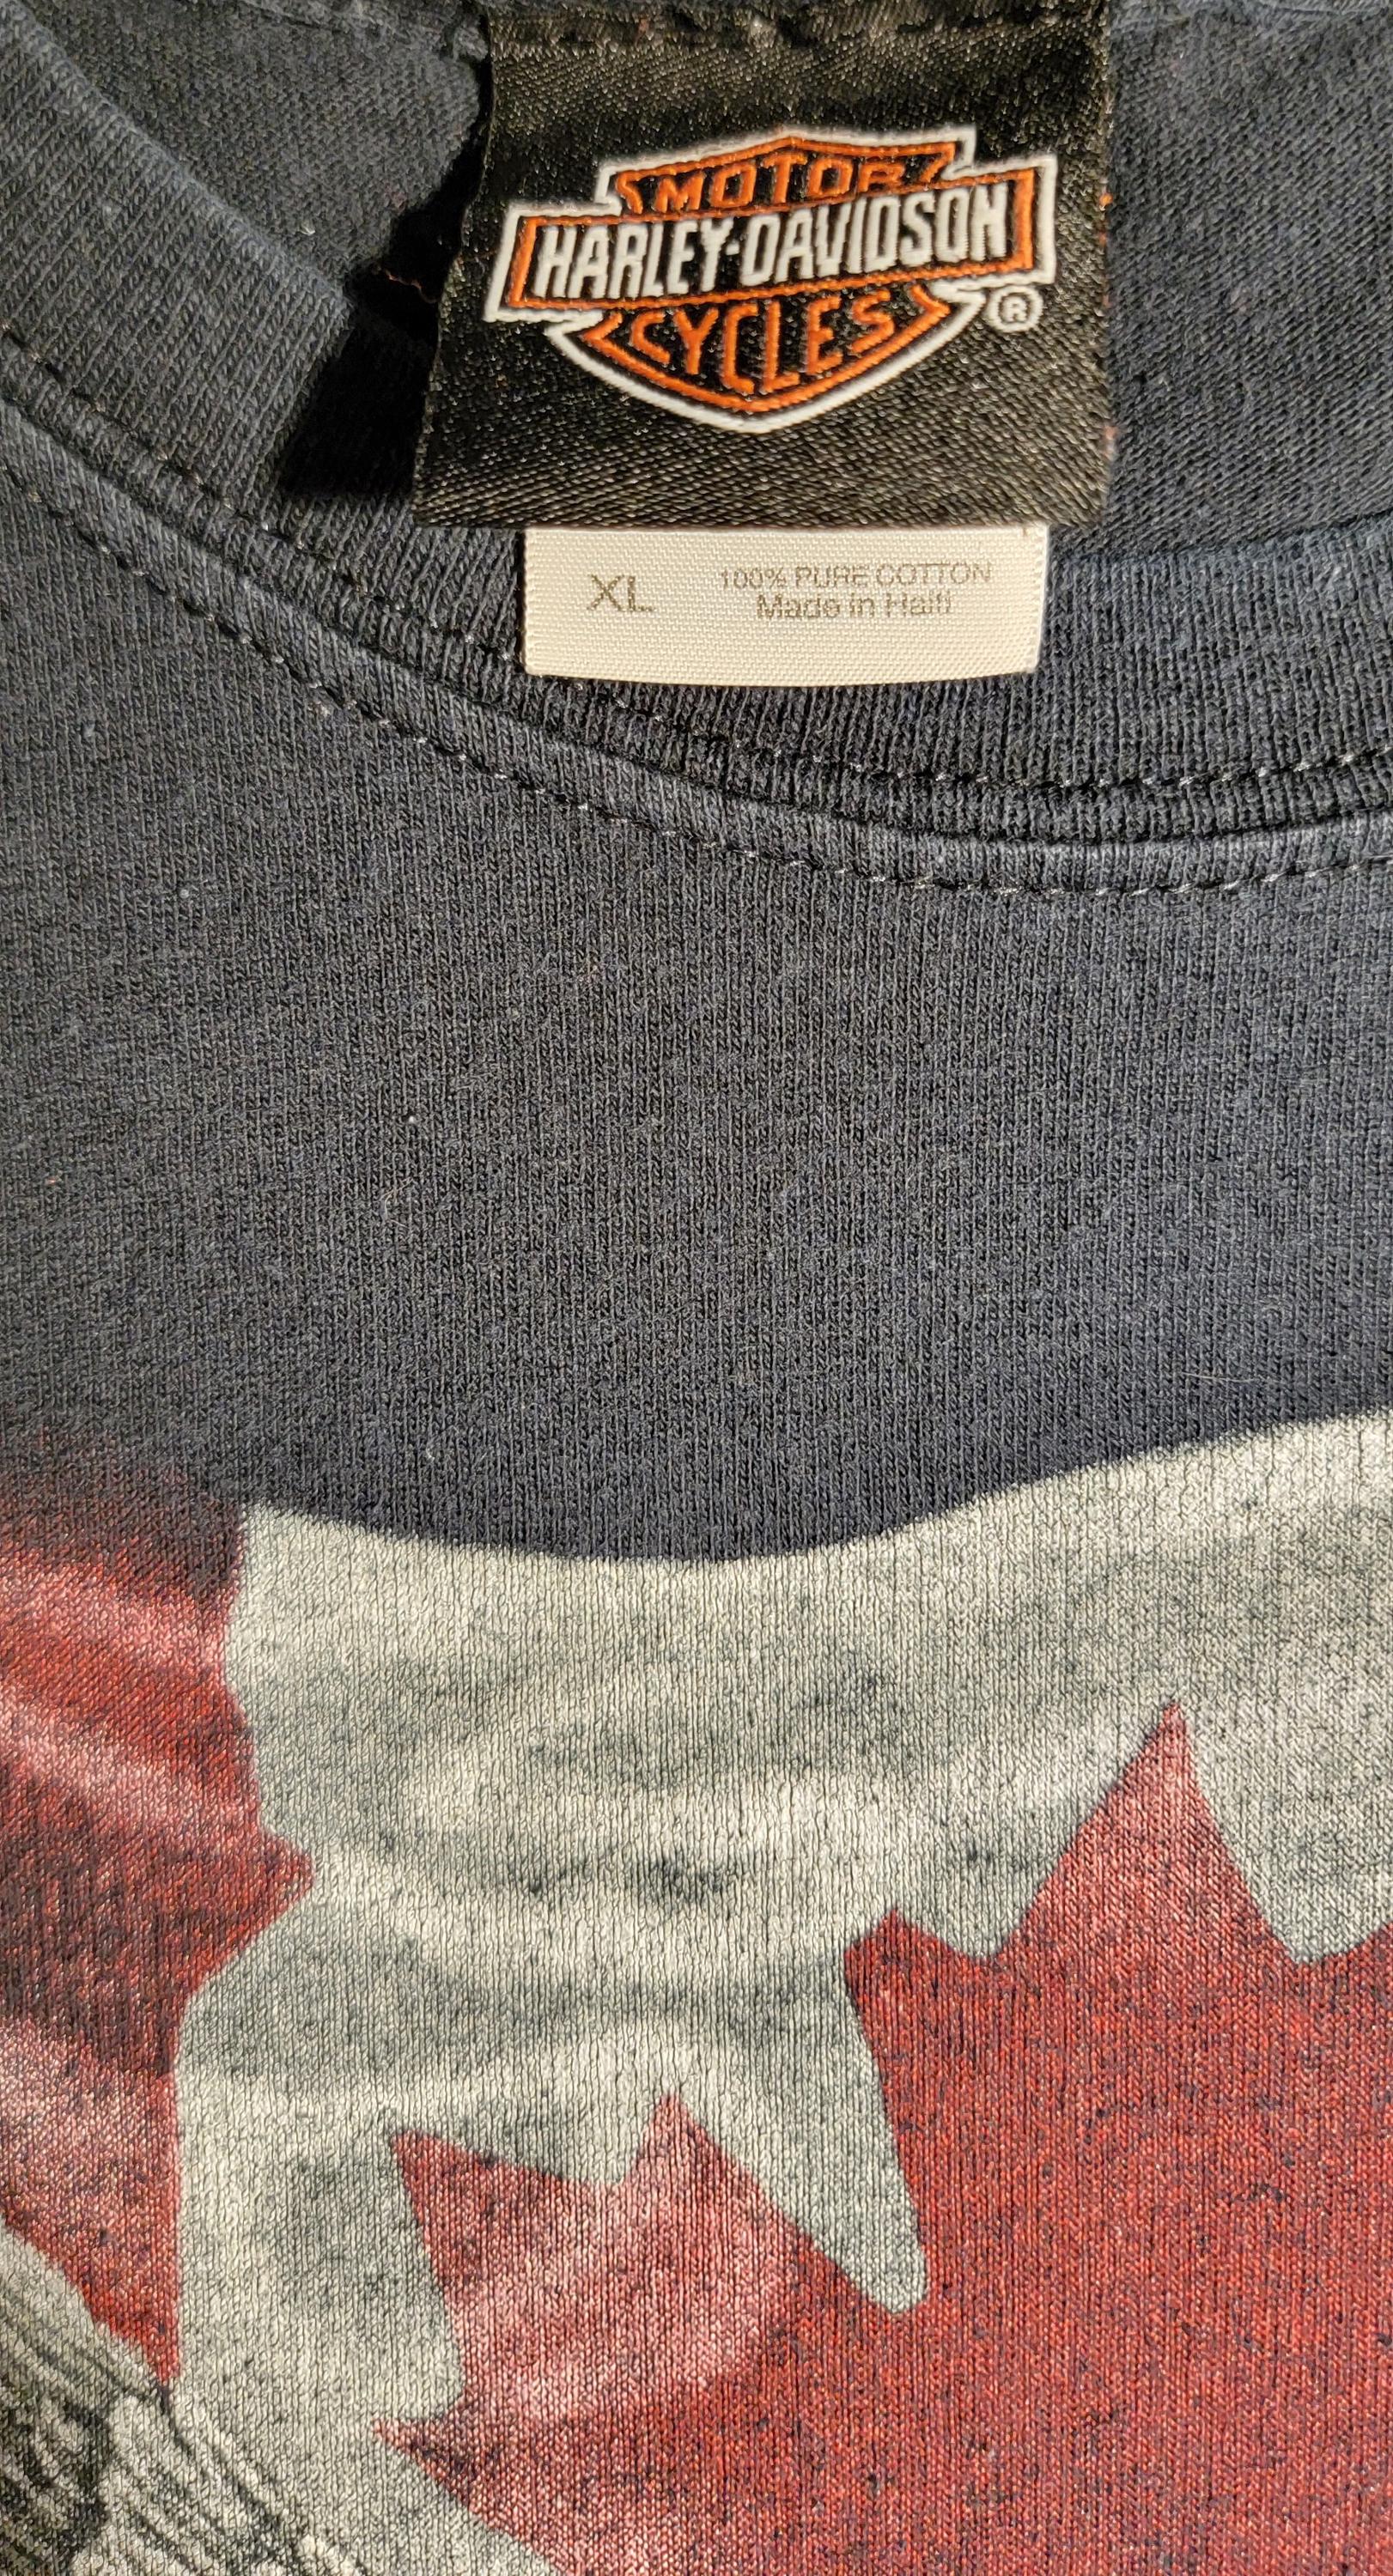 MOTOR
HARLEY-DAVIDSON
CYCLES
®
XL
100% PURE COTTON
Made in Haiti